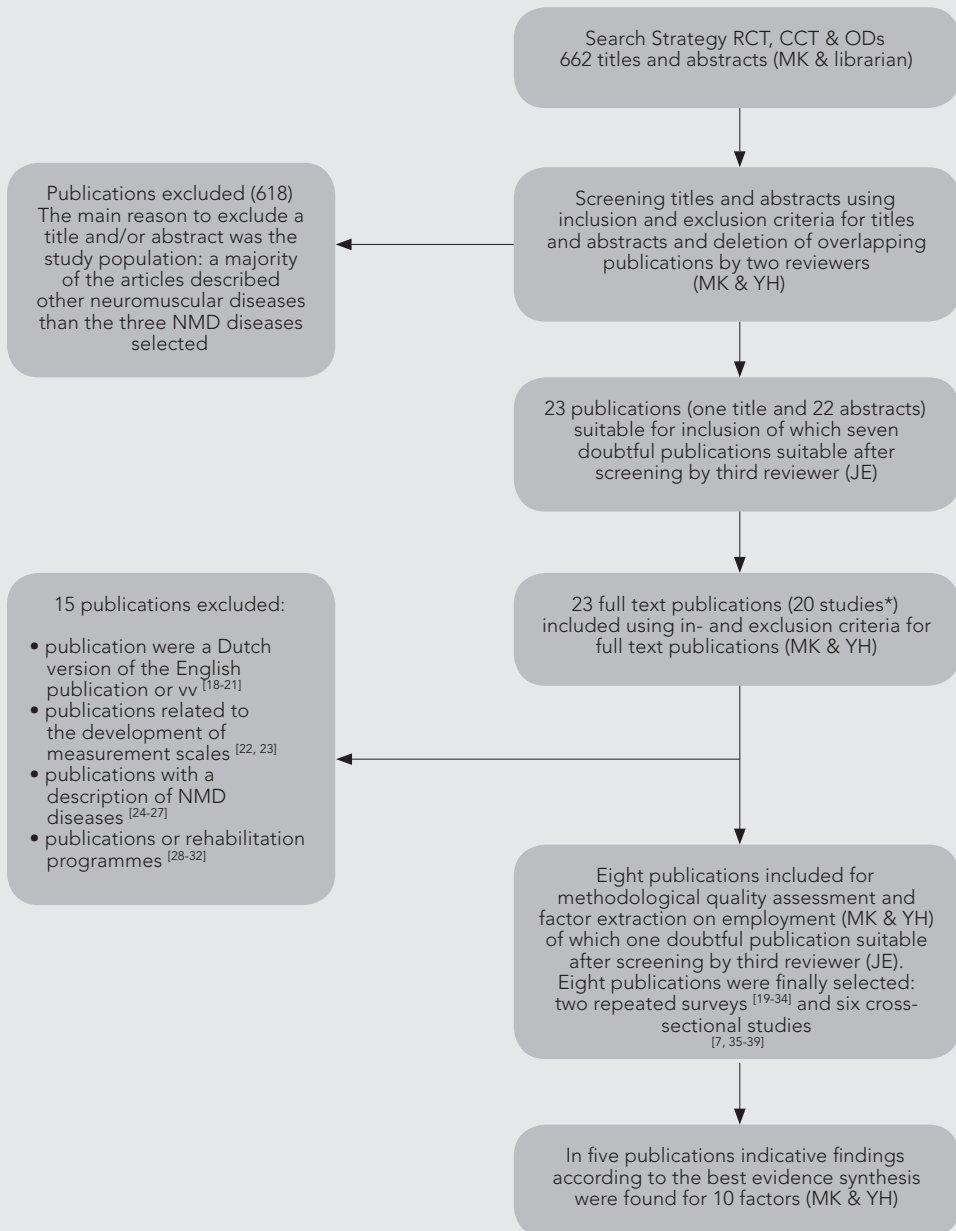 Search Strategy RCT, CCT & ODs
662 titles and abstracts (MK & librarian)
Publications excluded (618)
The main reason to exclude a
title and/or abstract was the
study population: a majority
of the articles described
other neuromuscular diseases
than the three NMD diseases
selected
Screening titles and abstracts using
inclusion and exclusion criteria for titles
and abstracts and deletion of overlapping
publications by two reviewers
(MK & YH)
23 publications (one title and 22 abstracts)
suitable for inclusion of which seven
doubtful publications suitable after
screening by third reviewer (JE)
23 full text publications (20 studies*)
included using in- and exclusion criteria for
full text publications (MK & YH)
15 publications excluded:
• publication were a Dutch
version of the English
publication or vv [18-21]
• publications related to
the development of
measurement scales [22, 23]
• publications with a
description of NMD
diseases [24-27]
• publications or rehabilitation
programmes [28-32]
Eight publications included for
methodological quality assessment and
factor extraction on employment (MK & YH)
of which one doubtful publication suitable
after screening by third reviewer (JE).
Eight publications were finally selected:
two repeated surveys [19-34] and six cross-
sectional studies
[7, 35-39]
In five publications indicative findings
according to the best evidence synthesis
were found for 10 factors (MK & YH)